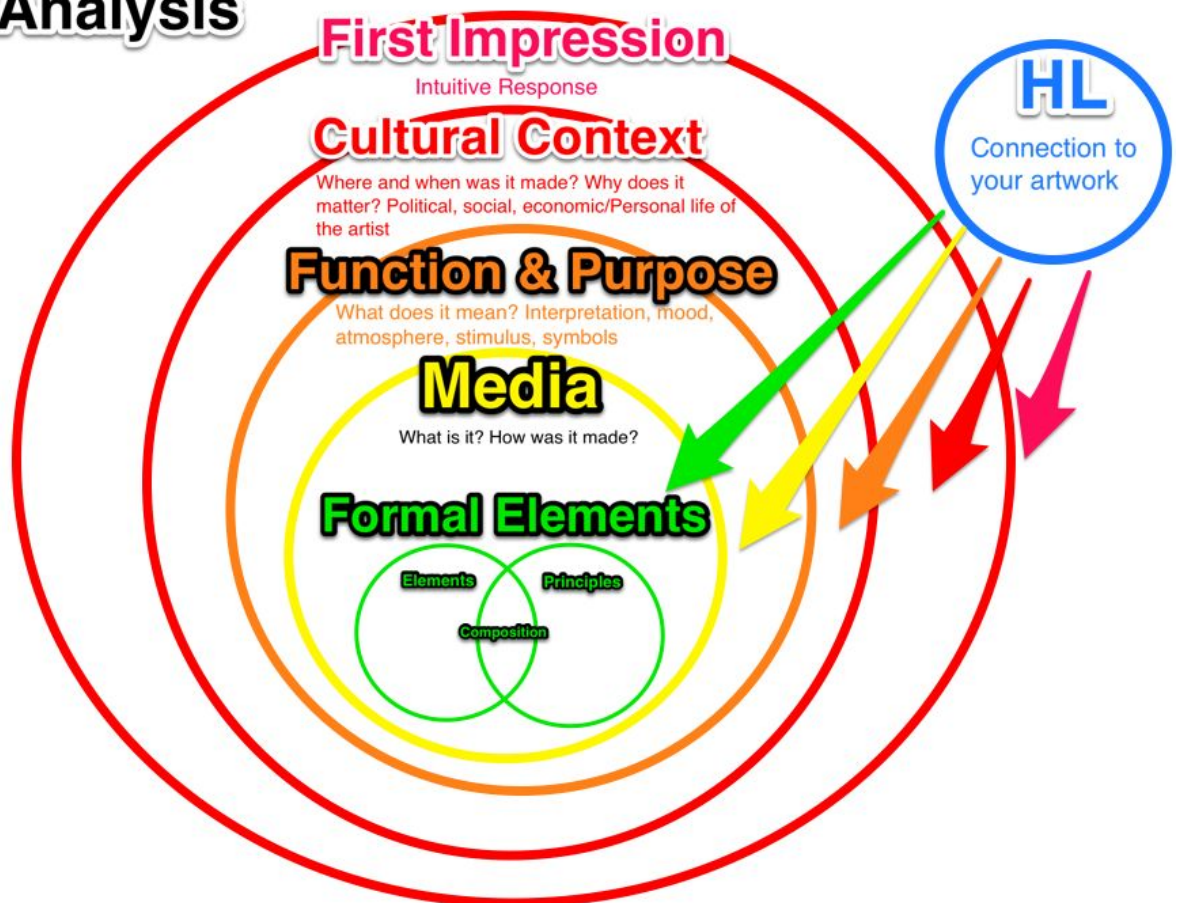 Analysis
First Impression
Intuitive Response
Cultural Context
Where and when was it made? Why does it
matter? Political, social, economic/Personal life of
the artist
Function & Purpose
What does it mean? Interpretation, mood,
atmosphere, stimulus, symbols
Media
What is it? How was it made?
Formal Elements
Elements
Principles
Composition
HL
Connection to
your artwork